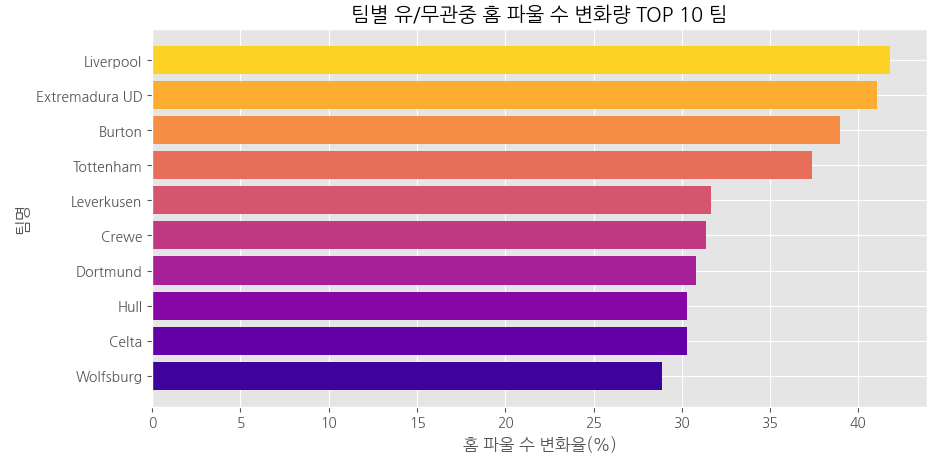 팀별 유/무관중 홈 파울 수 변화량 TOP 10 팀
팀명
Liverpool
Extremadura UD
Burton
Tottenham
Leverkusen
Crewe
Dortmund
Hull
Celta
Wolfsburg
0 5 10 15 20 25 30 35 40
홈 파울 수 변화율(%)